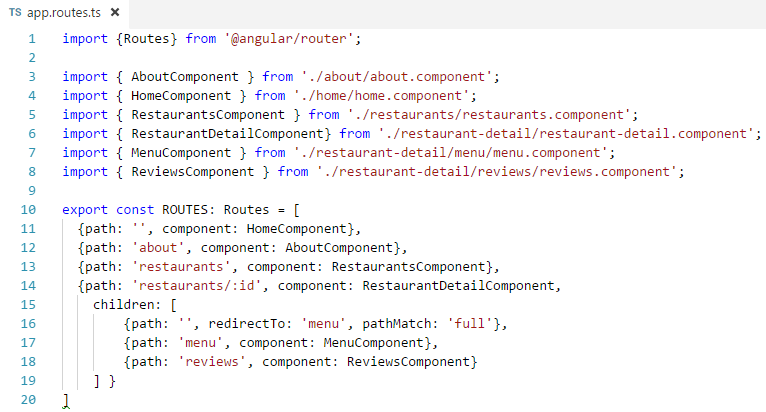 TS app.routes.ts ×
1 import {Routes} from '@angular/router';
2
3 import { AboutComponent } from './about/about.component';
4 import { HomeComponent } from './home/home.component';
5 import { RestaurantsComponent } from './restaurants/restaurants.component';
6 import { RestaurantDetailComponent} from './restaurant-detail/restaurant-detail.component';
7 import { MenuComponent } from './restaurant-detail/menu/menu.component';
8 import { ReviewsComponent } from './restaurant-detail/reviews/reviews.component';
9
10 export const ROUTES: Routes = [
11   {path: '', component: HomeComponent},
12   {path: 'about', component: AboutComponent},
13   {path: 'restaurants', component: RestaurantsComponent},
14   {path: 'restaurants/:id', component: RestaurantDetailComponent,
15     children: [
16         {path: '', redirectTo: 'menu', pathMatch: 'full'},
17         {path: 'menu', component: MenuComponent},
18         {path: 'reviews', component: ReviewsComponent}
19     ] }
20 ]